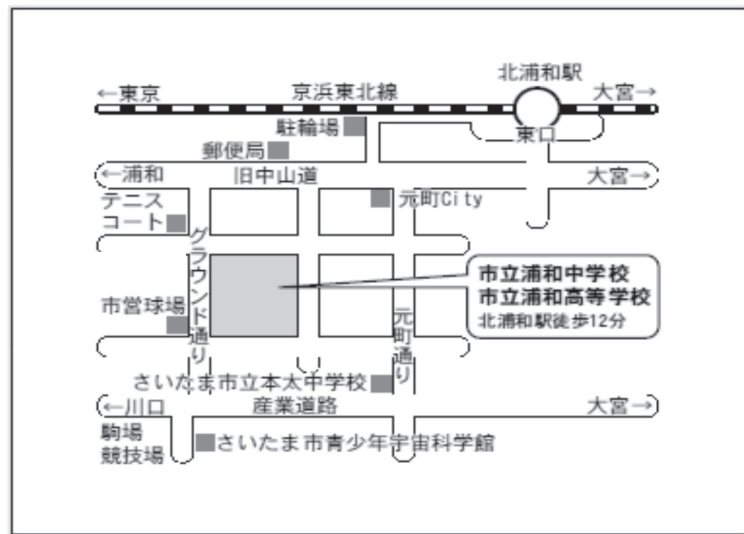 北浦和駅
←東京
京浜東北線
大宮→
駐輪場
東口
郵便局
←浦和
旧中山道
大宮→
テニス
コート
元町City
グラウンド通り
市立浦和中学校
市立浦和高等学校
北浦和駅徒歩12分
市営球場
元町通り
さいたま市立本太中学校
←川口
産業道路
大宮→
駒場
競技場
さいたま市青少年宇宙科学館